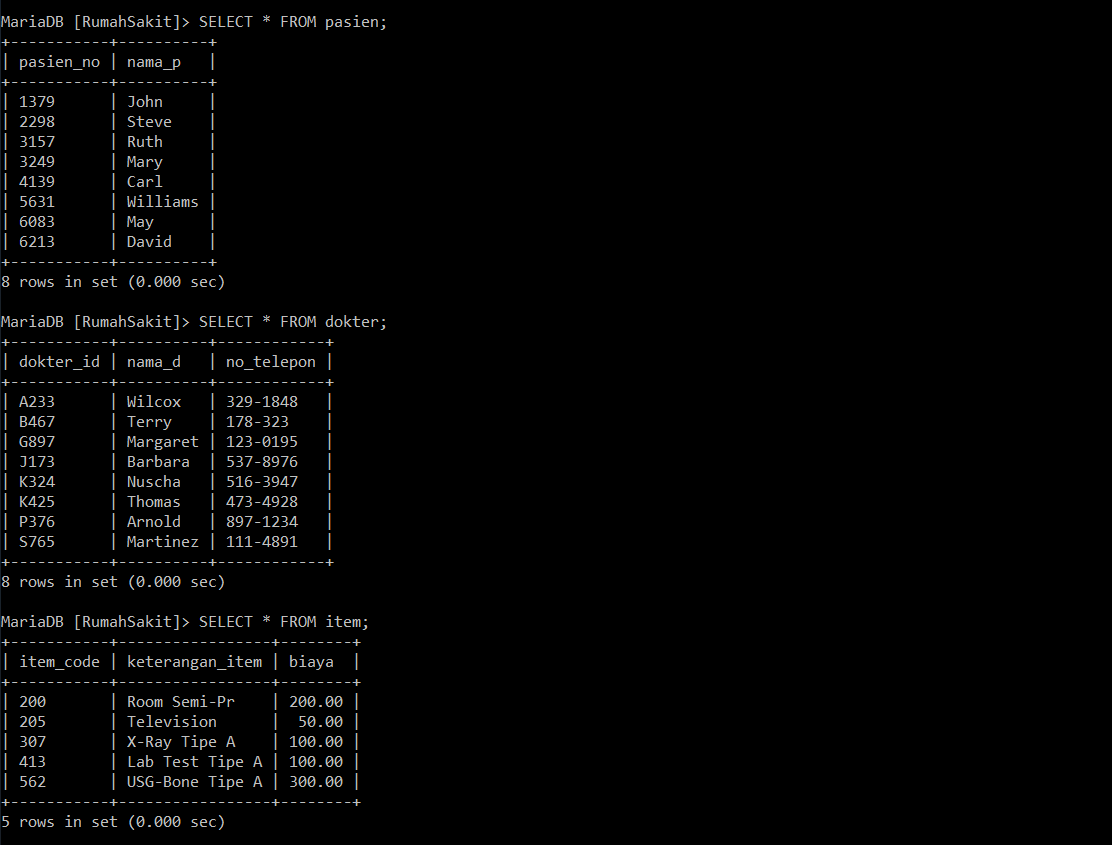 MariaDB [RumahSakit]> SELECT * FROM pasien;
+-----------+----------+
| pasien_no | nama_p   |
+-----------+----------+
| 1379      | John     |
| 2298      | Steve    |
| 3157      | Ruth     |
| 3249      | Mary     |
| 4139      | Carl     |
| 5631      | Williams |
| 6083      | May      |
| 6213      | David    |
+-----------+----------+
8 rows in set (0.000 sec)

MariaDB [RumahSakit]> SELECT * FROM dokter;
+-----------+----------+------------+
| dokter_id | nama_d   | no_telepon |
+-----------+----------+------------+
| A233      | Wilcox   | 329-1848   |
| B467      | Terry    | 178-323    |
| G897      | Margaret | 123-0195   |
| J173      | Barbara  | 537-8976   |
| K324      | Nuscha   | 516-3947   |
| K425      | Thomas   | 473-4928   |
| P376      | Arnold   | 897-1234   |
| S765      | Martinez | 111-4891   |
+-----------+----------+------------+
8 rows in set (0.000 sec)

MariaDB [RumahSakit]> SELECT * FROM item;
+-----------+-----------------+--------+
| item_code | keterangan_item | biaya  |
+-----------+-----------------+--------+
| 200       | Room Semi-Pr    | 200.00 |
| 205       | Television      |  50.00 |
| 307       | X-Ray Tipe A    | 100.00 |
| 413       | Lab Test Tipe A | 100.00 |
| 562       | USG-Bone Tipe A | 300.00 |
+-----------+-----------------+--------+
5 rows in set (0.000 sec)